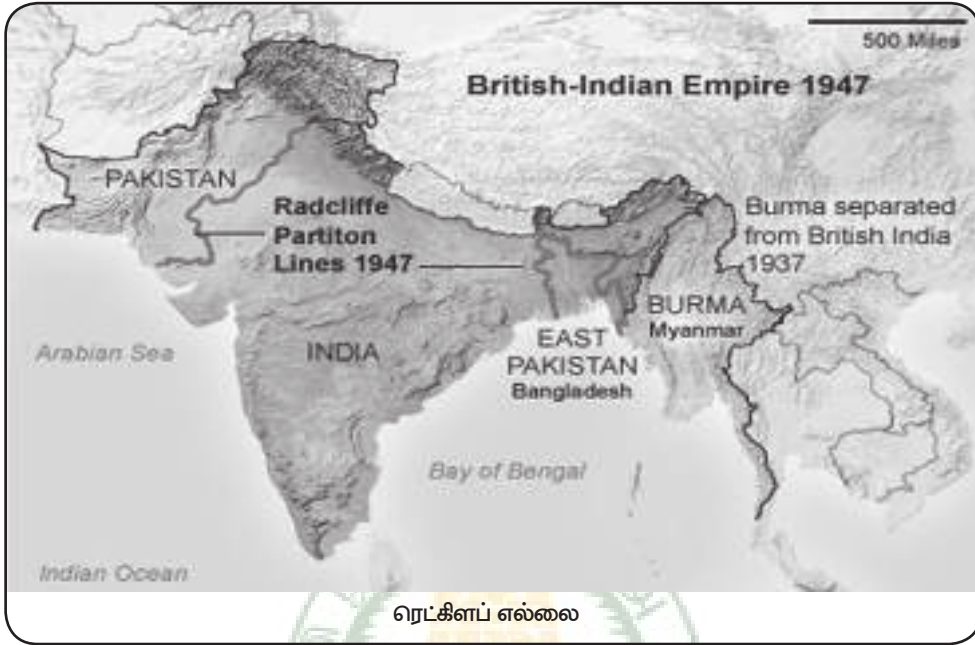 500 Miles
British-Indian Empire 1947
PAKISTAN
Radcliffe
Partiton
Lines 1947
Burma separated
from British India
1937
BURMA
Myanmar
Arabian Sea
INDIA
EAST
PAKISTAN
Bangladesh
Bay of Bengal
Indian Ocean
ரெட்கிளப் எல்லை